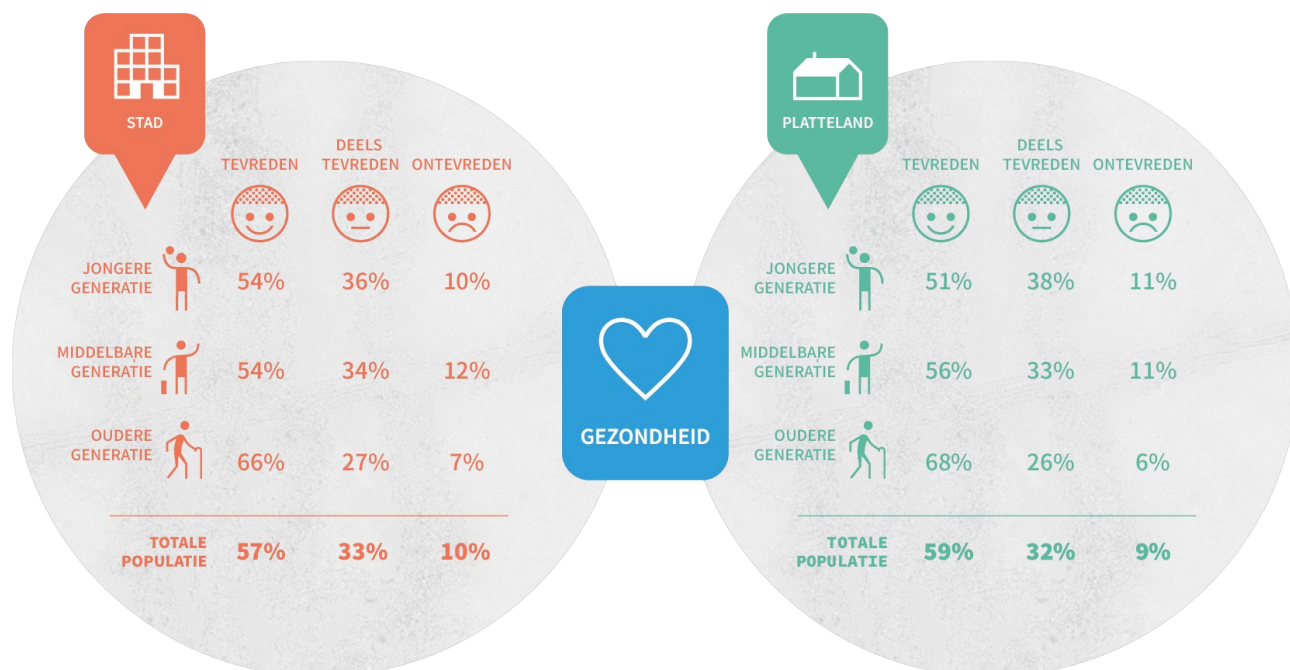 STAD
TEVREDEN
DEELS
TEVREDEN
ONTEVREDEN
JONGERE
GENERATIE
54%
36%
10%
MIDDELBARE
GENERATIE
54%
34%
12%
OUDERE
GENERATIE
66%
27%
7%
TOTALE
POPULATIE
57%
33%
10%
GEZONDHEID
PLATTELAND
TEVREDEN
DEELS
TEVREDEN
ONTEVREDEN
JONGERE
GENERATIE
51%
38%
11%
MIDDELBARE
GENERATIE
56%
33%
11%
OUDERE
GENERATIE
68%
26%
6%
TOTALE
POPULATIE
59%
32%
9%